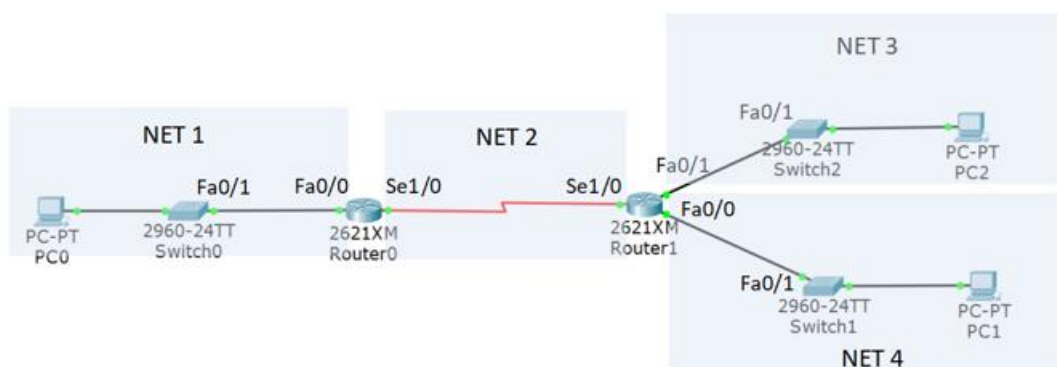 NET 1
Fa0/1
Fa0/0
PC-PT
PC0
2960-24TT
Switch0
2621XM
Router0
NET 2
Se1/0
Se1/0
2621XM
Router1
NET 3
Fa0/1
Fa0/1
2960-24TT
Switch2
PC-PT
PC2
Fa0/0
Fa0/1
2960-24TT
Switch1
PC-PT
PC1
NET 4